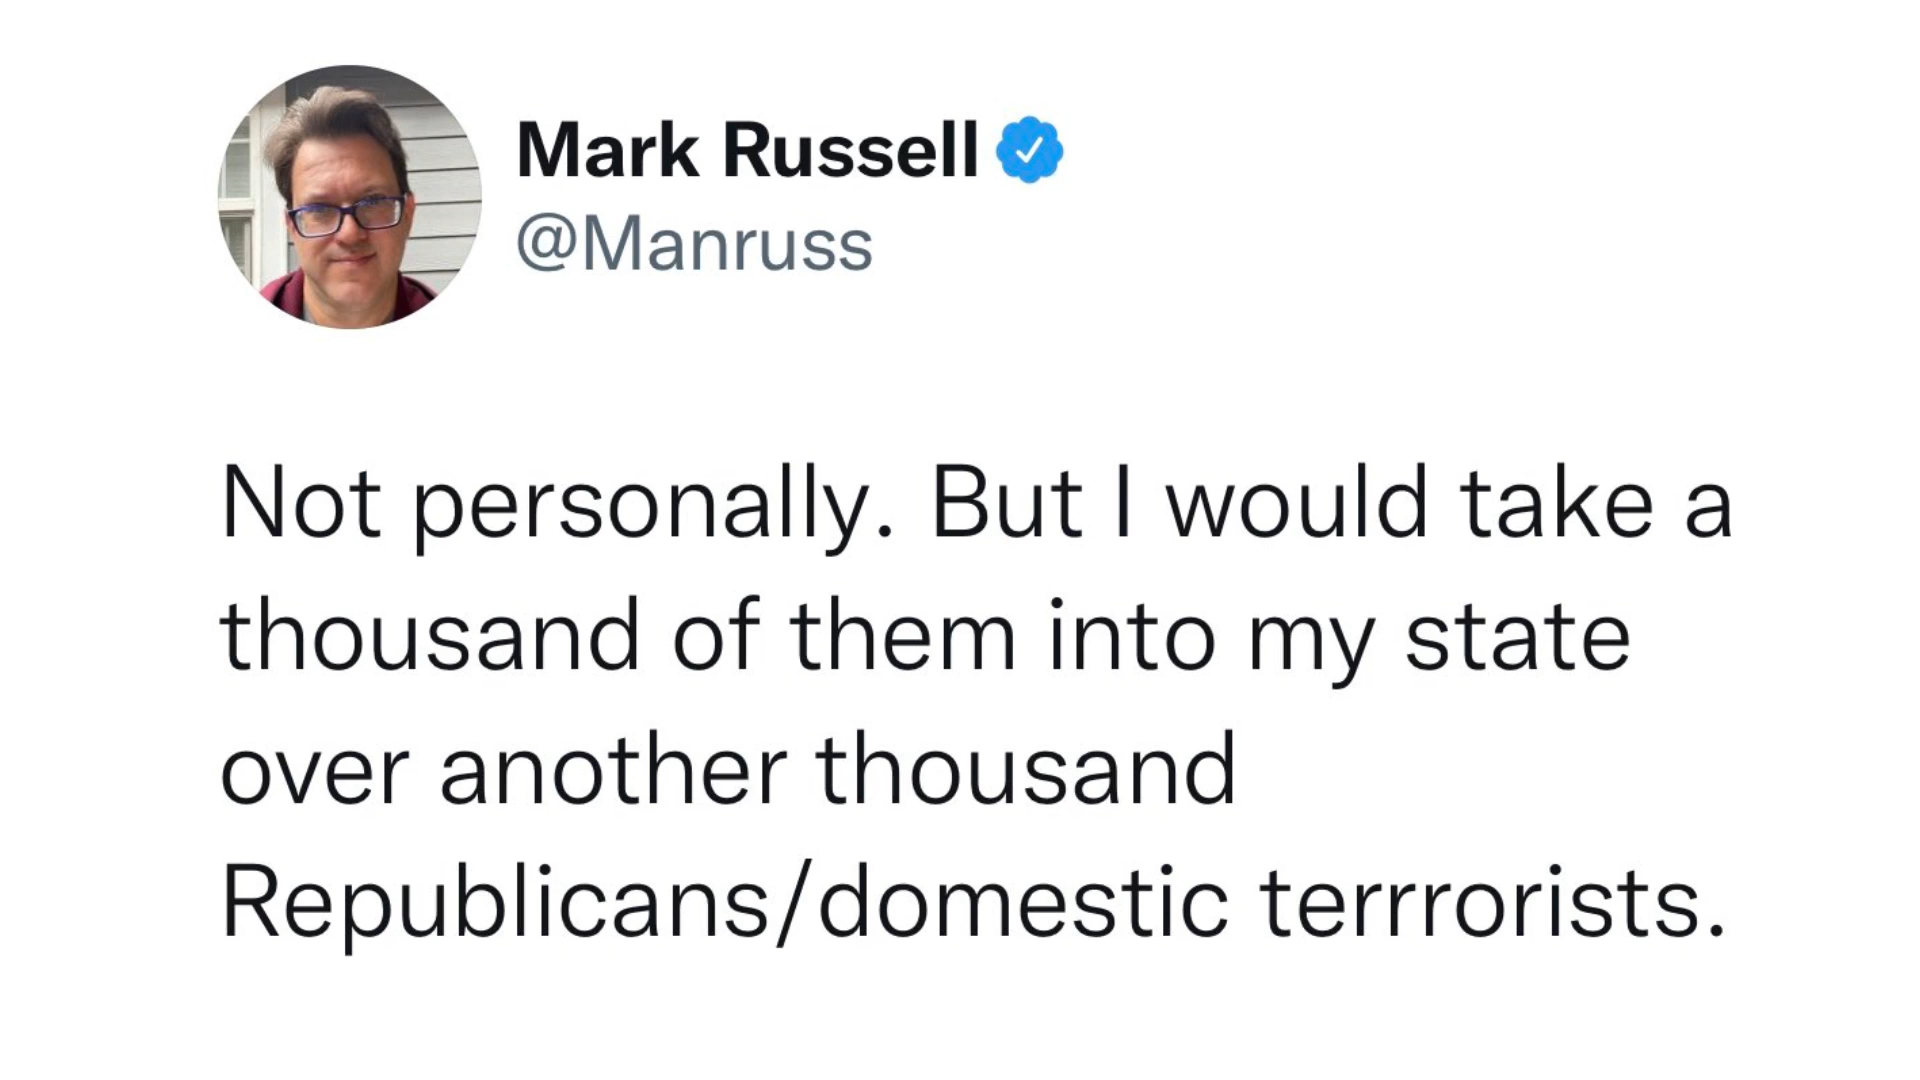 Mark Russell
@Manruss
Not personally. But I would take a
thousand of them into my state
over another thousand
Republicans/domestic terrrorists.